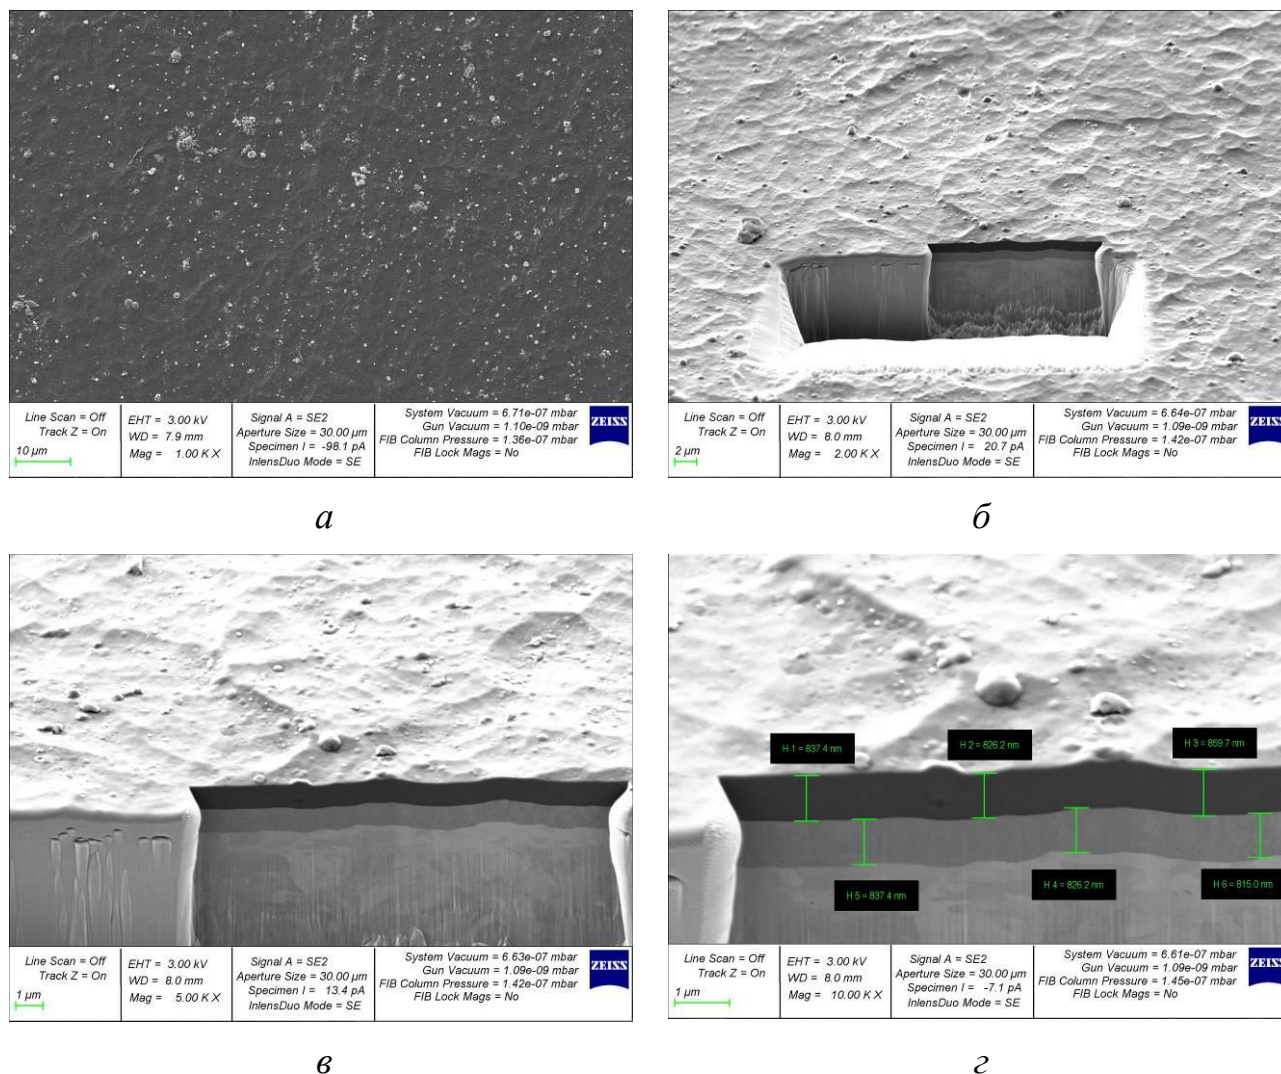 Line Scan = Off
Track Z = On
10 µm
EHT = 3.00 kV
WD = 7.9 mm
Mag = 1.00 K X
Signal A = SE2
Aperture Size = 30.00 µm
Specimen I = -98.1 pA
InlensDuo Mode = SE
System Vacuum = 6.71e-07 mbar
Gun Vacuum = 1.10e-09 mbar
FIB Column Pressure = 1.36e-07 mbar
FIB Lock Mags = No
ZEISS
Line Scan = Off
Track Z = On
2 µm
EHT = 3.00 kV
WD = 8.0 mm
Mag = 2.00 K X
Signal A = SE2
Aperture Size = 30.00 µm
Specimen I = 20.7 pA
InlensDuo Mode = SE
System Vacuum = 6.64e-07 mbar
Gun Vacuum = 1.09e-09 mbar
FIB Column Pressure = 1.42e-07 mbar
FIB Lock Mags = No
ZEISS
а
б
Line Scan = Off
Track Z = On
1 µm
EHT = 3.00 kV
WD = 8.0 mm
Mag = 5.00 K X
Signal A = SE2
Aperture Size = 30.00 µm
Specimen I = 13.4 pA
InlensDuo Mode = SE
System Vacuum = 6.63e-07 mbar
Gun Vacuum = 1.09e-09 mbar
FIB Column Pressure = 1.42e-07 mbar
FIB Lock Mags = No
ZEISS
H 1 = 837.4 nm
H 2 = 826.2 nm
H 3 = 859.7 nm
H 5 = 837.4 nm
H 4 = 826.2 nm
H 6 = 815.0 nm
Line Scan = Off
Track Z = On
1 µm
EHT = 3.00 kV
WD = 8.0 mm
Mag = 10.00 K X
Signal A = SE2
Aperture Size = 30.00 µm
Specimen I = -7.1 pA
InlensDuo Mode = SE
System Vacuum = 6.61e-07 mbar
Gun Vacuum = 1.09e-09 mbar
FIB Column Pressure = 1.45e-07 mbar
FIB Lock Mags = No
ZEISS
в
г